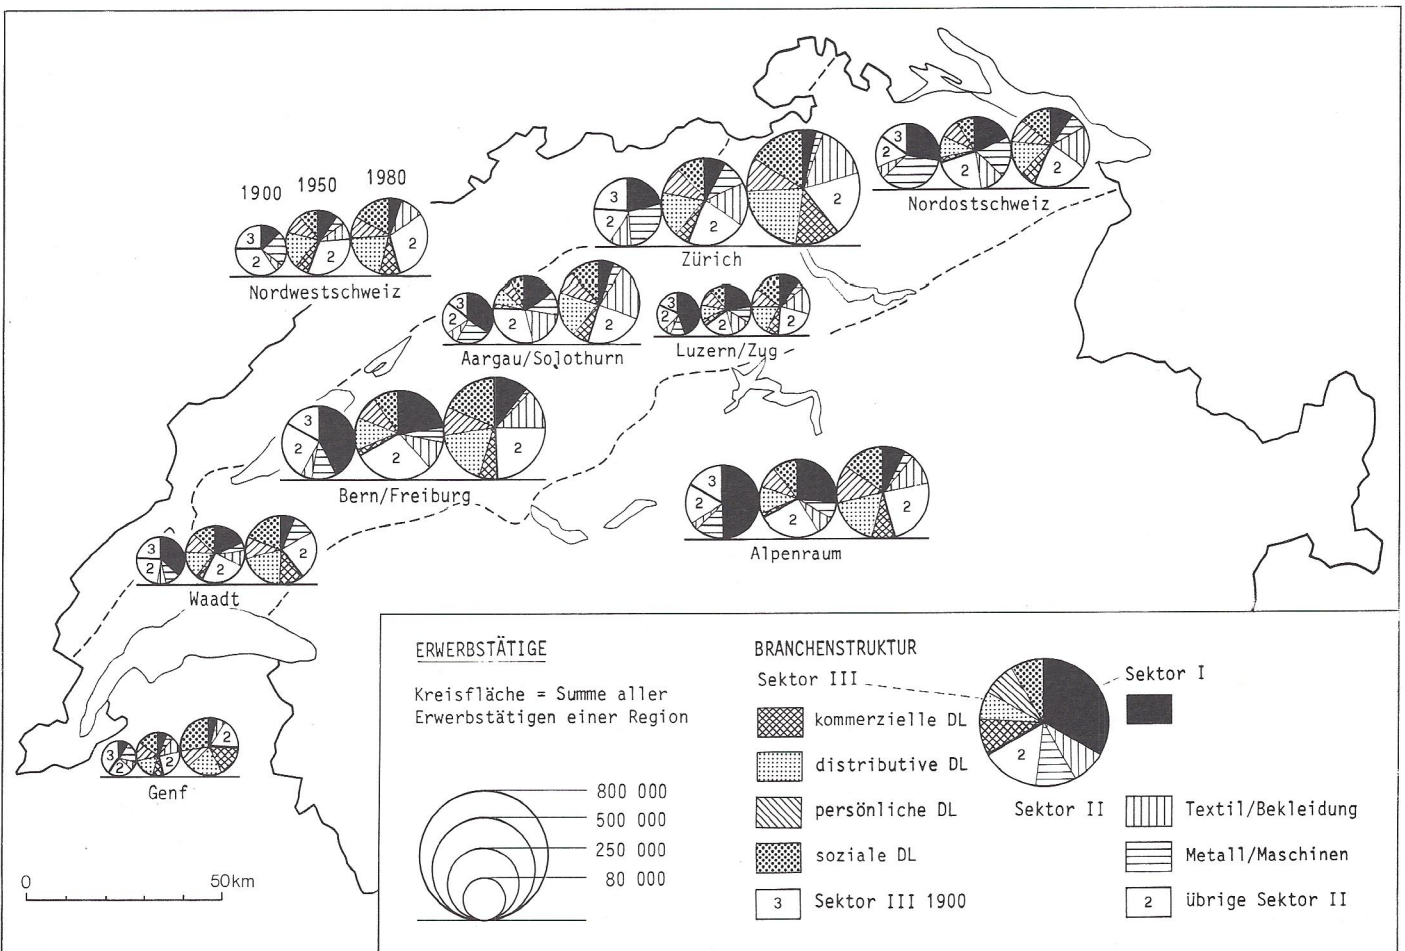 1900 1950 1980
3 2 2 2
Nordwestschweiz
3 2 2 2
Zürich
3 2 2 2
Nordostschweiz
3 2 2 2
Aargau/Solothurn
3 2 2 2
Luzern/Zug
3 2 2 2
Bern/Freiburg
3 2 2 2
Alpenraum
3 2 2 2
Waadt
3 2 2 2
Genf
0 50km
ERWERBSTÄTIGE
Kreisfläche = Summe aller
Erwerbstätigen einer Region
800 000
500 000
250 000
80 000
BRANCHENSTRUKTUR
Sektor III
Sektor I
kommerzielle DL
distributive DL
persönliche DL
soziale DL
3 Sektor III 1900
2
Sektor II
Textil/Bekleidung
Metall/Maschinen
2 übrige Sektor II